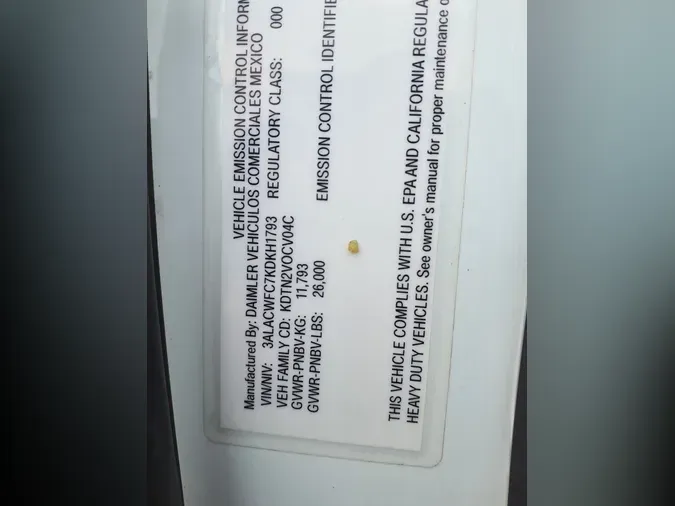 VEHICLE EMISSION CONTROL INFORM
Manufactured By: DAIMLER VEHICULOS COMERCIALES MEXICO
VIN/NIV: 3ALACWFC7KDKH1793 REGULATORY CLASS: 000
VEH FAMILY CD: KDTN2VOCV04C
GVWR-PNBV-KG: 11,793
GVWR-PNBV-LBS: 26,000 EMISSION CONTROL IDENTIFIE
THIS VEHICLE COMPLIES WITH U.S. EPA AND CALIFORNIA REGULA
HEAVY DUTY VEHICLES. See owner's manual for proper maintenance o